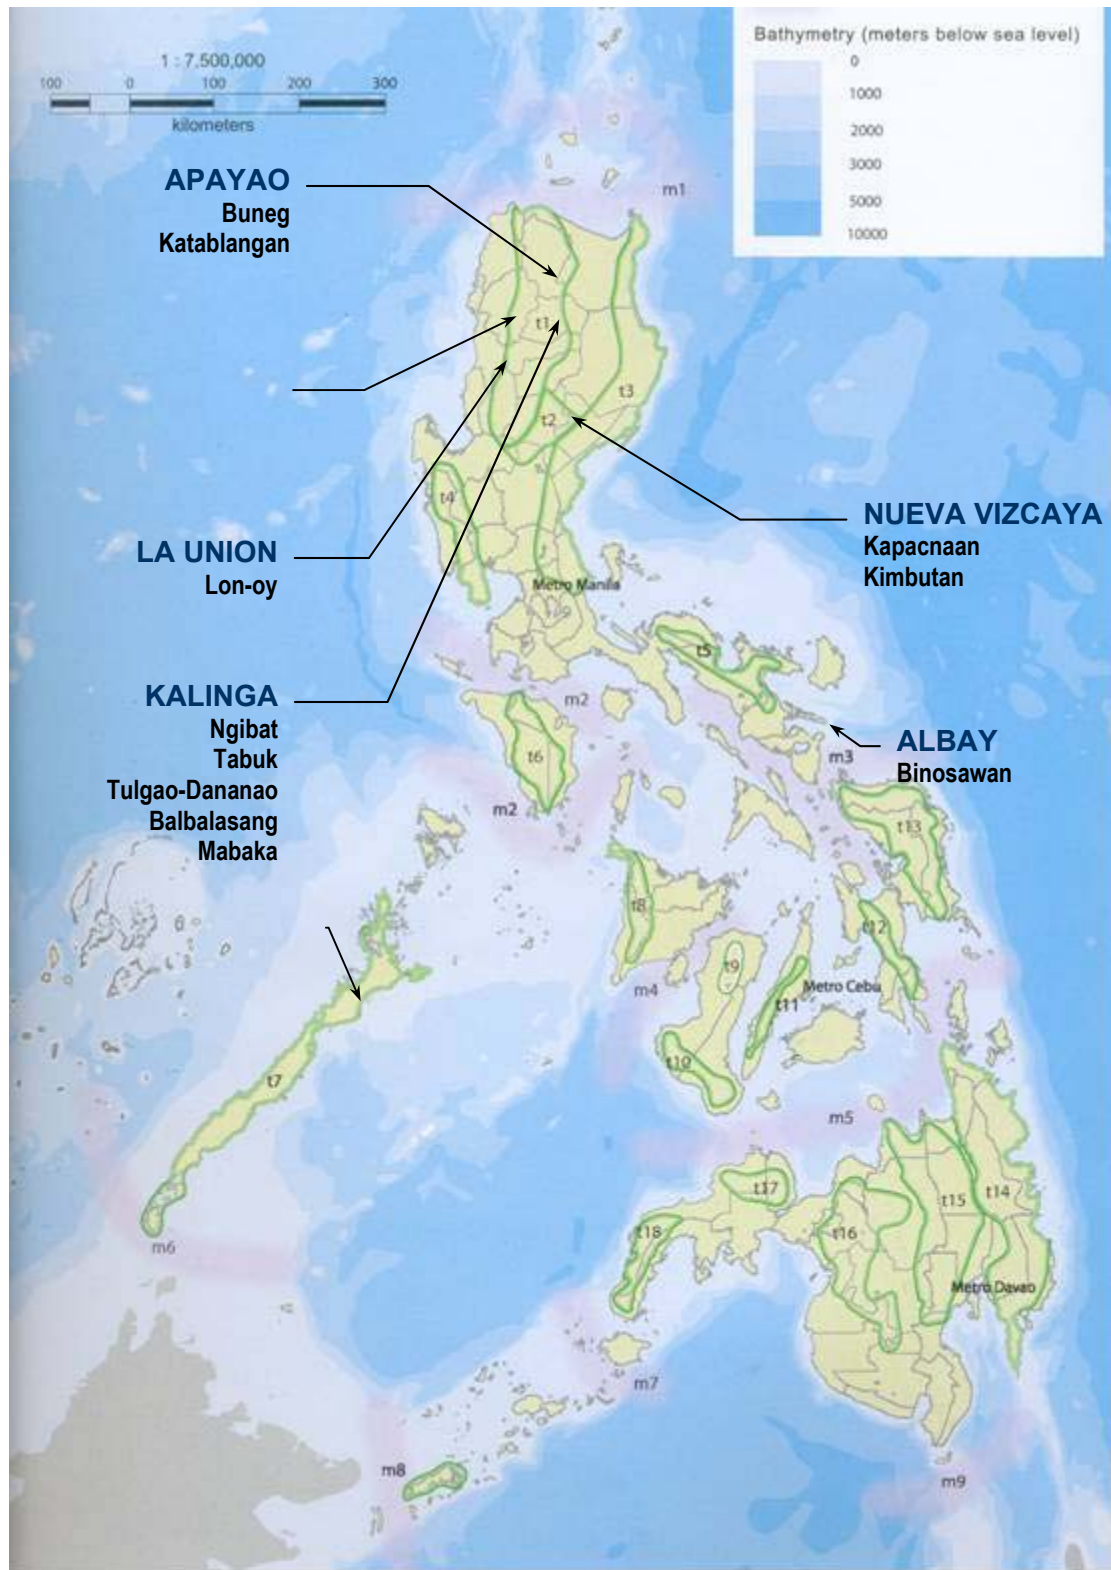 Bathymetry (meters below sea level)
0
1000
2000
3000
5000
10000
1 : 7,500,000
100 0 100 200 300
kilometers
APAYAO
Buneg
Katablangan
m1
t1
t3
t2
t4
NUEVA VIZCAYA
Kapacnaan
Kimbutan
LA UNION
Lon-oy
Metro Manila
t5
KALINGA
Ngibat
Tabuk
Tulgao-Dananao
Balbalasang
Mabaka
m2
t6
m2
ALBAY
Binosawan
m3
t13
t8
t12
t9
m4
Metro Cebu
t11
t10
t7
m5
t17
t14
t15
t18
t16
m6
Metro Davao
m7
m8
m9